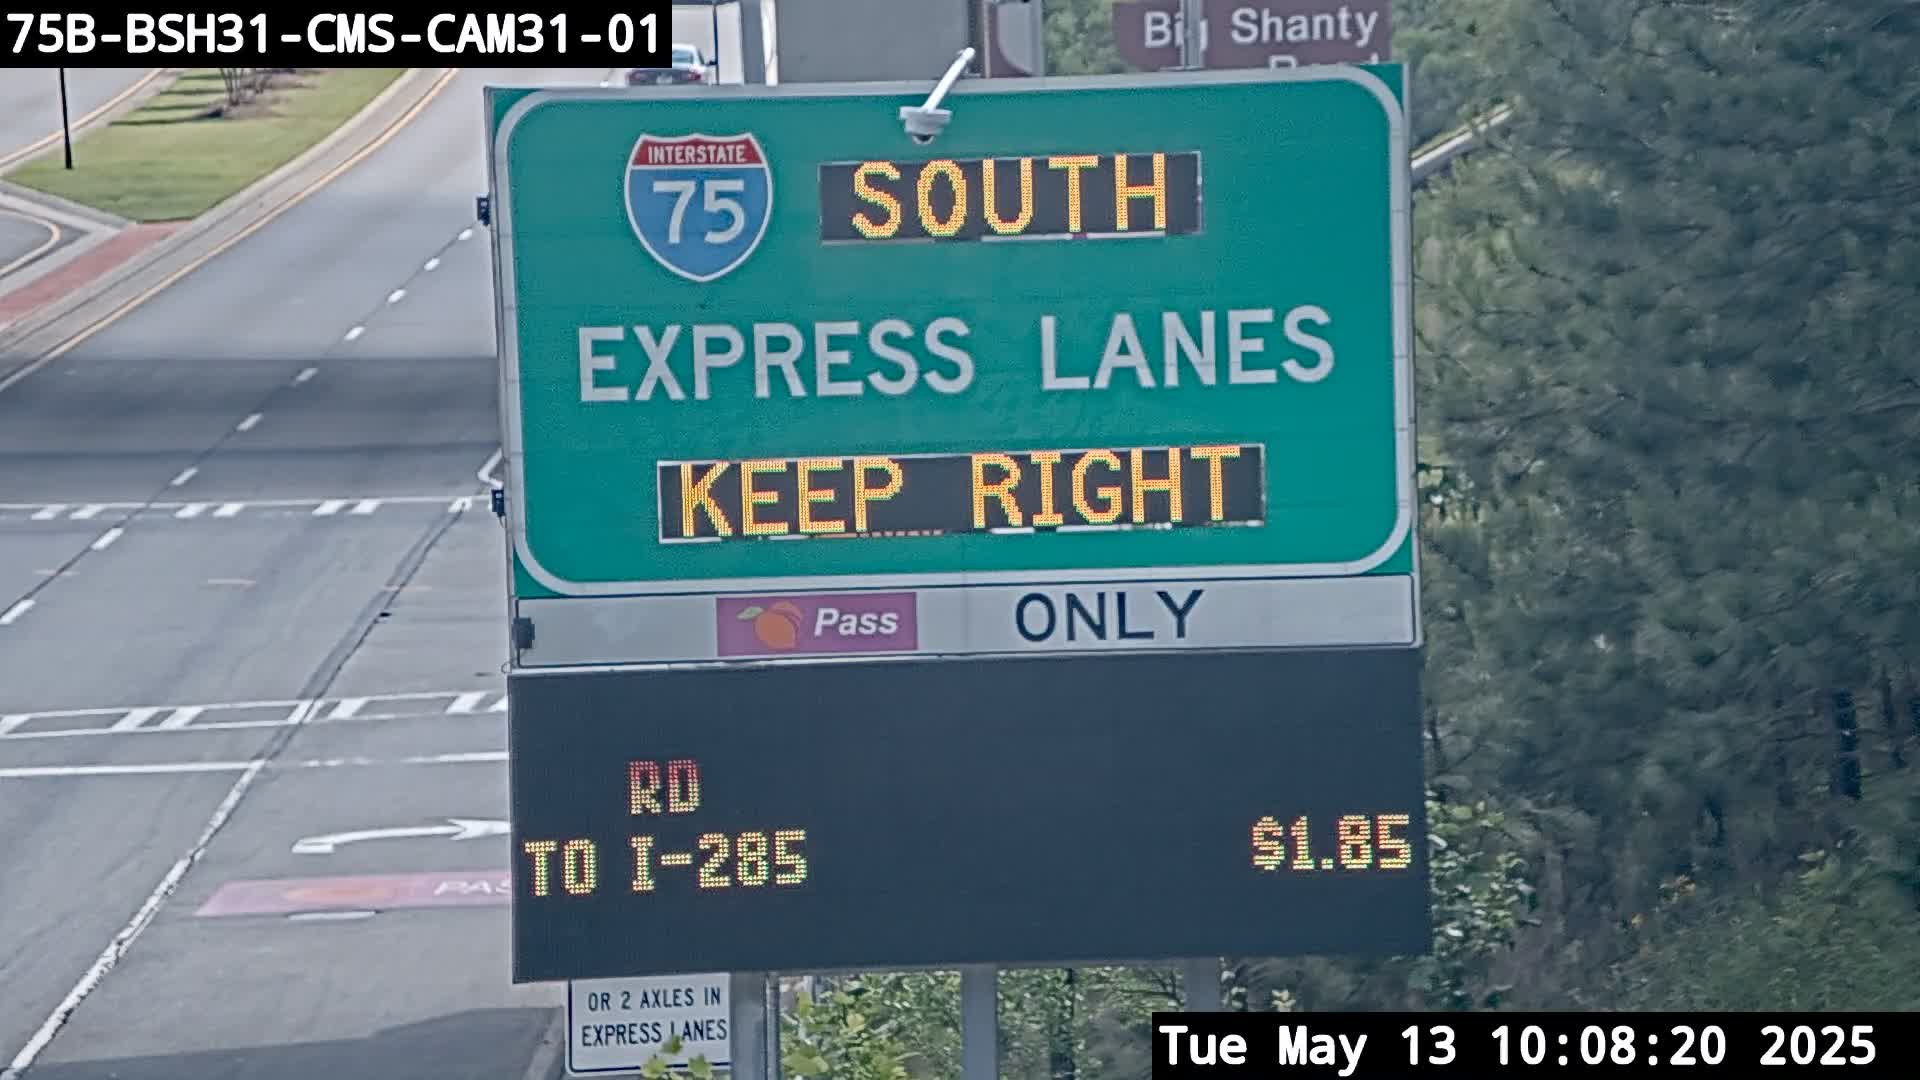 75B-BSH31-CMS-CAM31-01
Big Shanty
INTERSTATE
75
SOUTH
EXPRESS LANES
KEEP RIGHT
Pass
ONLY
RD
TO I-285
$1.85
OR 2 AXLES IN
EXPRESS LANES
Tue May 13 10:08:20 2025